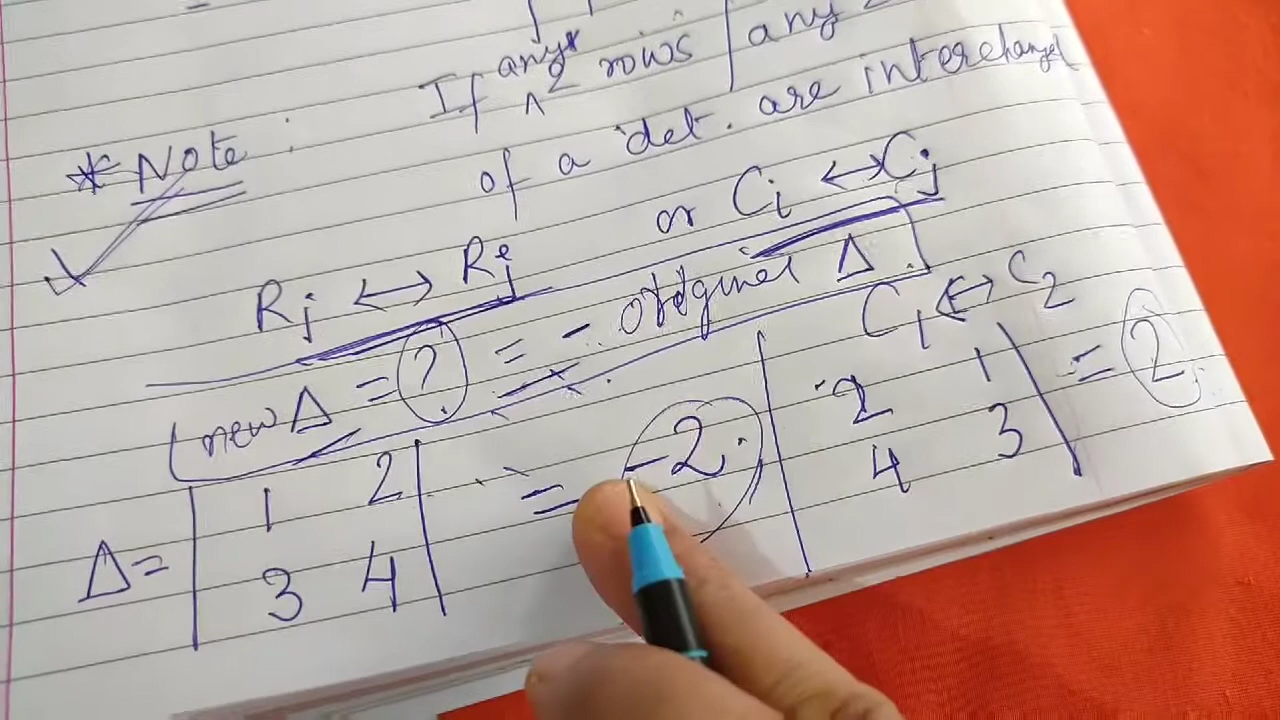 If any 2 rows / any 2
* Note : of a det. are interchanged
Ri ↔ Rj or Ci ↔ Cj
new Δ = ? = - original Δ.
C1 ↔ C2
Δ = | 1 2 | = -2. | 2 1 | = 2
| 3 4 | | 4 3 |